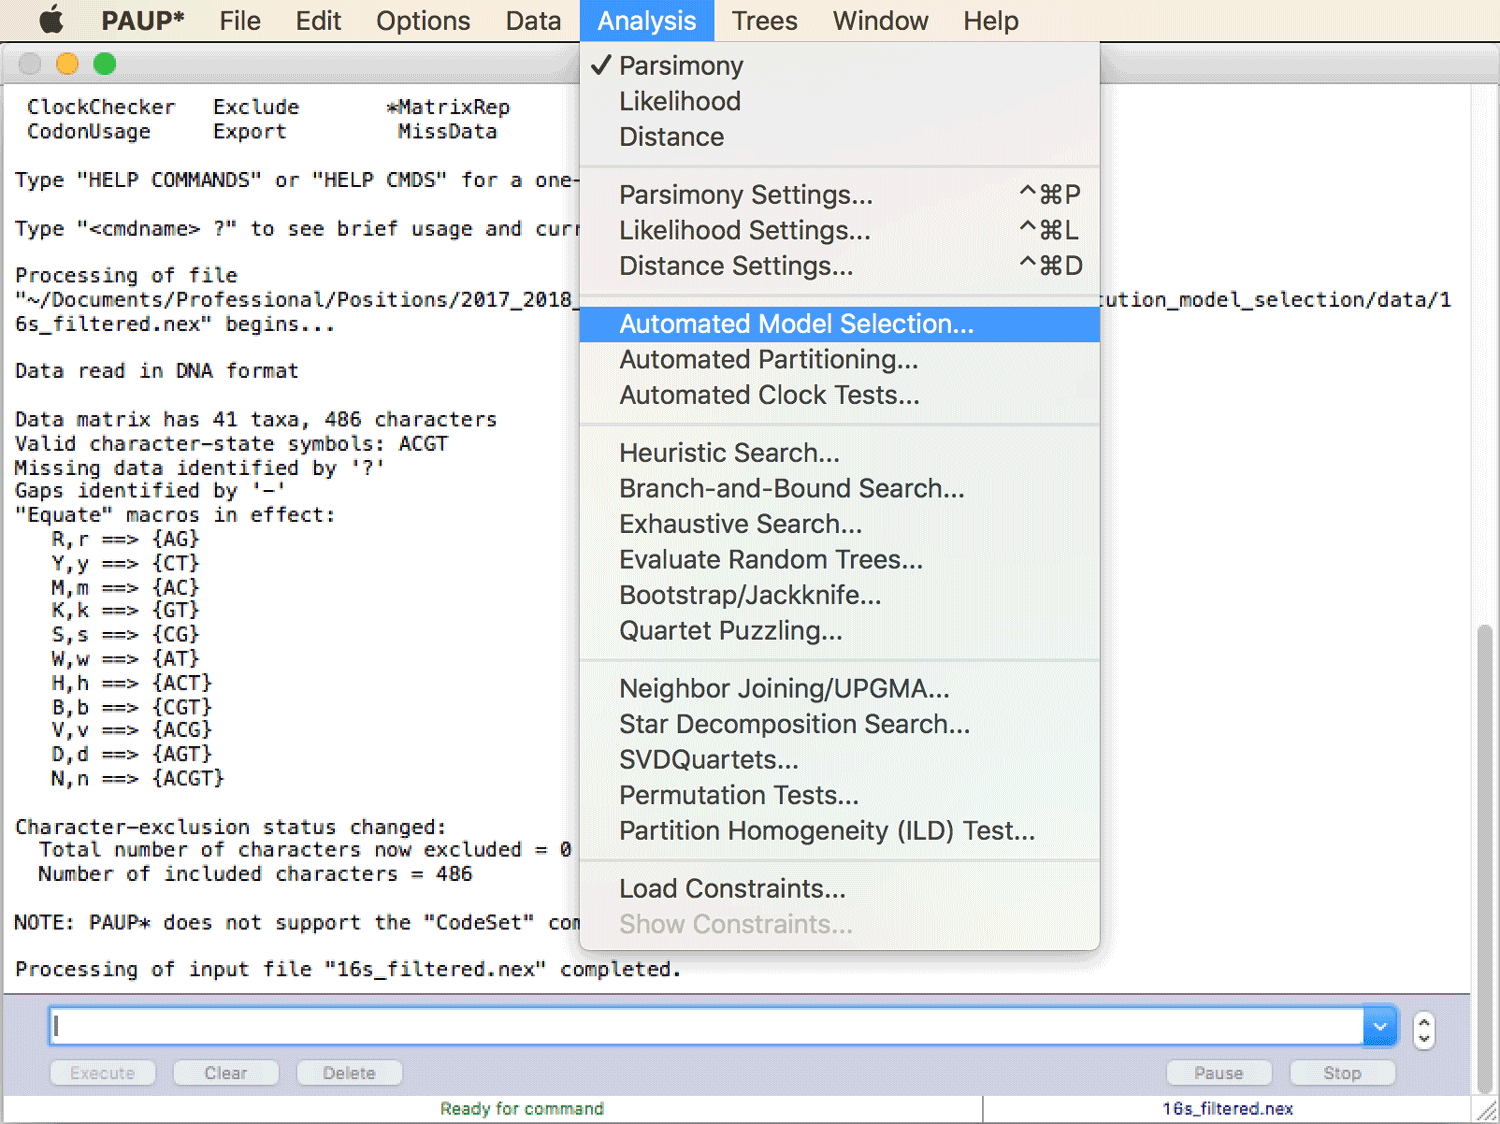 PAUP* File Edit Options Data Analysis Trees Window Help
ClockChecker Exclude *MatrixRep
CodonUsage Export MissData
Type "HELP COMMANDS" or "HELP CMDS" for a one-
Type "<cmdname> ?" to see brief usage and curr
Processing of file
"~/Documents/Professional/Positions/2017_2018_ cution_model_selection/data/1
6s_filtered.nex" begins...
Data read in DNA format
Data matrix has 41 taxa, 486 characters
Valid character-state symbols: ACGT
Missing data identified by '?'
Gaps identified by '-'
"Equate" macros in effect:
R,r ==> {AG}
Y,y ==> {CT}
M,m ==> {AC}
K,k ==> {GT}
S,s ==> {CG}
W,w ==> {AT}
H,h ==> {ACT}
B,b ==> {CGT}
V,v ==> {ACG}
D,d ==> {AGT}
N,n ==> {ACGT}
Character-exclusion status changed:
Total number of characters now excluded = 0
Number of included characters = 486
NOTE: PAUP* does not support the "CodeSet" com
Processing of input file "16s_filtered.nex" completed.
✓ Parsimony
Likelihood
Distance
Parsimony Settings... ^⌘P
Likelihood Settings... ^⌘L
Distance Settings... ^⌘D
Automated Model Selection...
Automated Partitioning...
Automated Clock Tests...
Heuristic Search...
Branch-and-Bound Search...
Exhaustive Search...
Evaluate Random Trees...
Bootstrap/Jackknife...
Quartet Puzzling...
Neighbor Joining/UPGMA...
Star Decomposition Search...
SVDQuartets...
Permutation Tests...
Partition Homogeneity (ILD) Test...
Load Constraints...
Show Constraints...
Execute Clear Delete Pause Stop
Ready for command 16s_filtered.nex